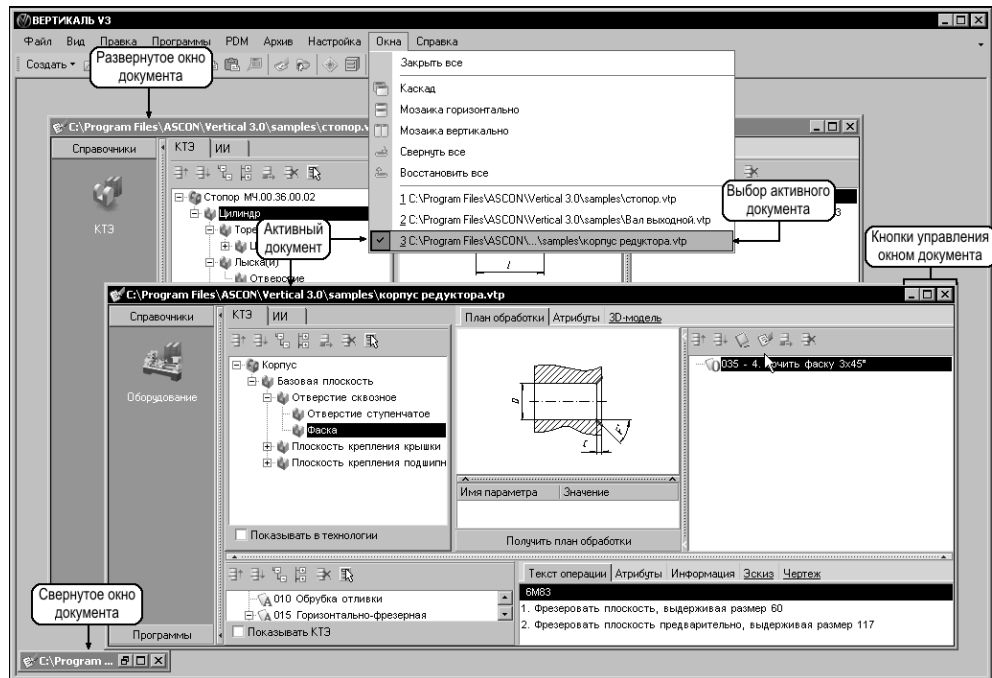 ВЕРТИКАЛЬ V3
Файл Вид Правка Программы PDM Архив Настройка Окна Справка
Создать
Развернутое окно
документа
Закрыть все
Каскад
Мозаика горизонтально
Мозаика вертикально
Свернуть все
Восстановить все
1 C:\Program Files\ASCON\Vertical 3.0\samples\стопор.vtp
2 C:\Program Files\ASCON\Vertical 3.0\samples\Вал выходной.vtp
3 C:\Program Files\ASCON\...\samples\корпус редуктора.vtp
Выбор активного
документа
C:\Program Files\ASCON\Vertical 3.0\samples\стопор.v
Справочники
КТЭ ИИ
КТЭ
Стопор МЧ.00.36.00.02
Цилиндр
Торе
Ц
Лыска(и)
Отверстие
l
3
Активный
документ
Кнопки управления
окном документа
C:\Program Files\ASCON\Vertical 3.0\samples\корпус редуктора.vtp
Справочники
КТЭ ИИ
План обработки Атрибуты 3D-модель
Оборудование
Корпус
Базовая плоскость
Отверстие сквозное
Отверстие ступенчатое
Фаска
Плоскость крепления крышки
Плоскость крепления подшипн
D
F°
C
035 - 4. очить фаску 3x45°
Имя параметра Значение
Показывать в технологии
Получить план обработки
Текст операции Атрибуты Информация Эскиз Чертеж
010 Обрубка отливки
015 Горизонтально-фрезерная
6М83
1. Фрезеровать плоскость, выдерживая размер 60
2. Фрезеровать плоскость предварительно, выдерживая размер 117
Показывать КТЭ
Программы
Свернутое окно
документа
C:\Program ...